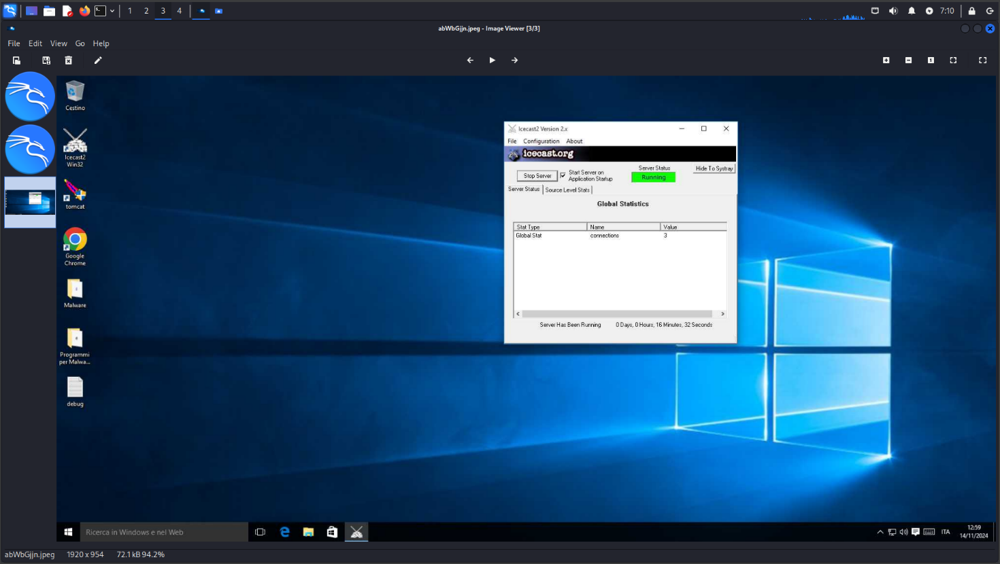 1 2 3 4
7:10
abWbGjjn.jpeg - Image Viewer [3/3]
File Edit View Go Help
Cestino
Icecast2
Win32
tomcat
Google
Chrome
Malware
Programmi
per Malwa...
debug
Icecast2 Version 2.x
File Configuration About
icecast.org
Stop Server
Start Server on
Application Startup
Server Status
Running
Hide To Systray
Server Status Source Level Stats
Global Statistics
Stat Type Name Value
Global Stat connections 3
Server Has Been Running 0 Days, 0 Hours, 16 Minutes, 32 Seconds
Ricerca in Windows e nel Web
ITA
12:59
14/11/2024
abWbGjjn.jpeg 1920 x 954 72.1 kB 94.2%